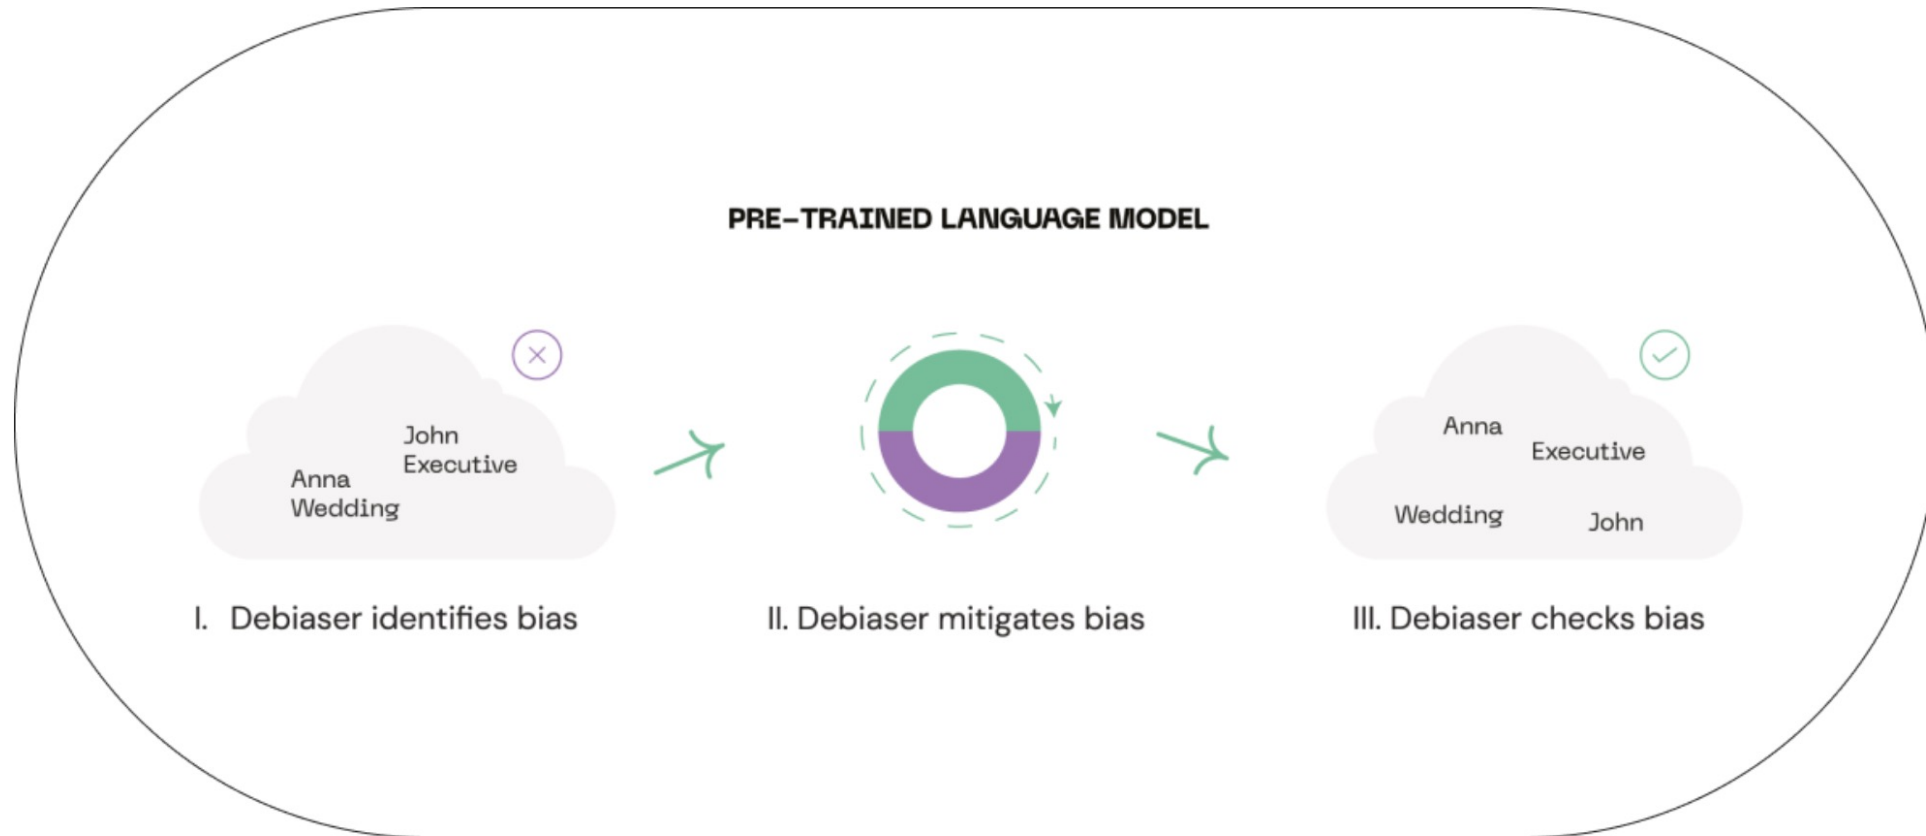 PRE-TRAINED LANGUAGE MODEL
John
Executive
Anna
Wedding
I. Debiaser identifies bias
II. Debiaser mitigates bias
Anna
Executive
Wedding
John
III. Debiaser checks bias